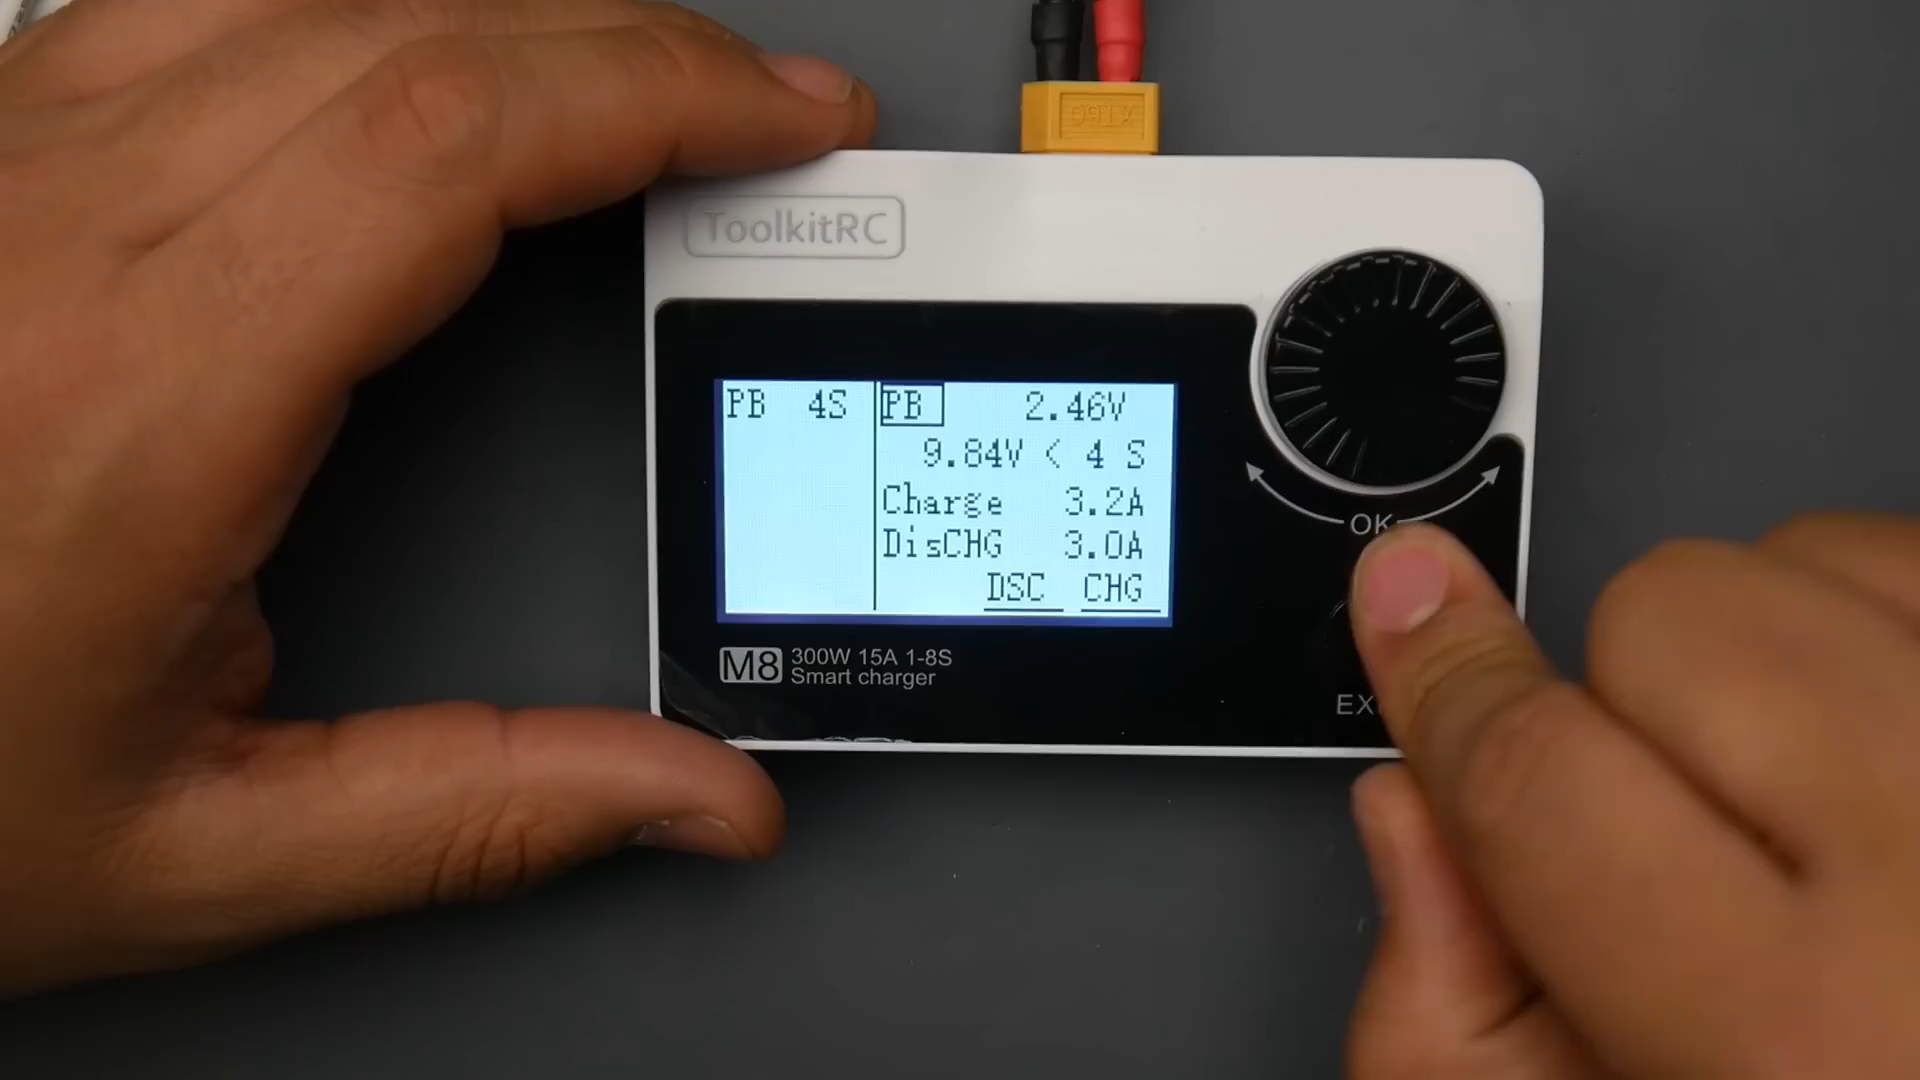 XT60
ToolkitRC
PB 4S
PB 2.46V
9.84V < 4 S
Charge 3.2A
DisCHG 3.0A
DSC CHG
M8 300W 15A 1-8S
Smart charger
OK